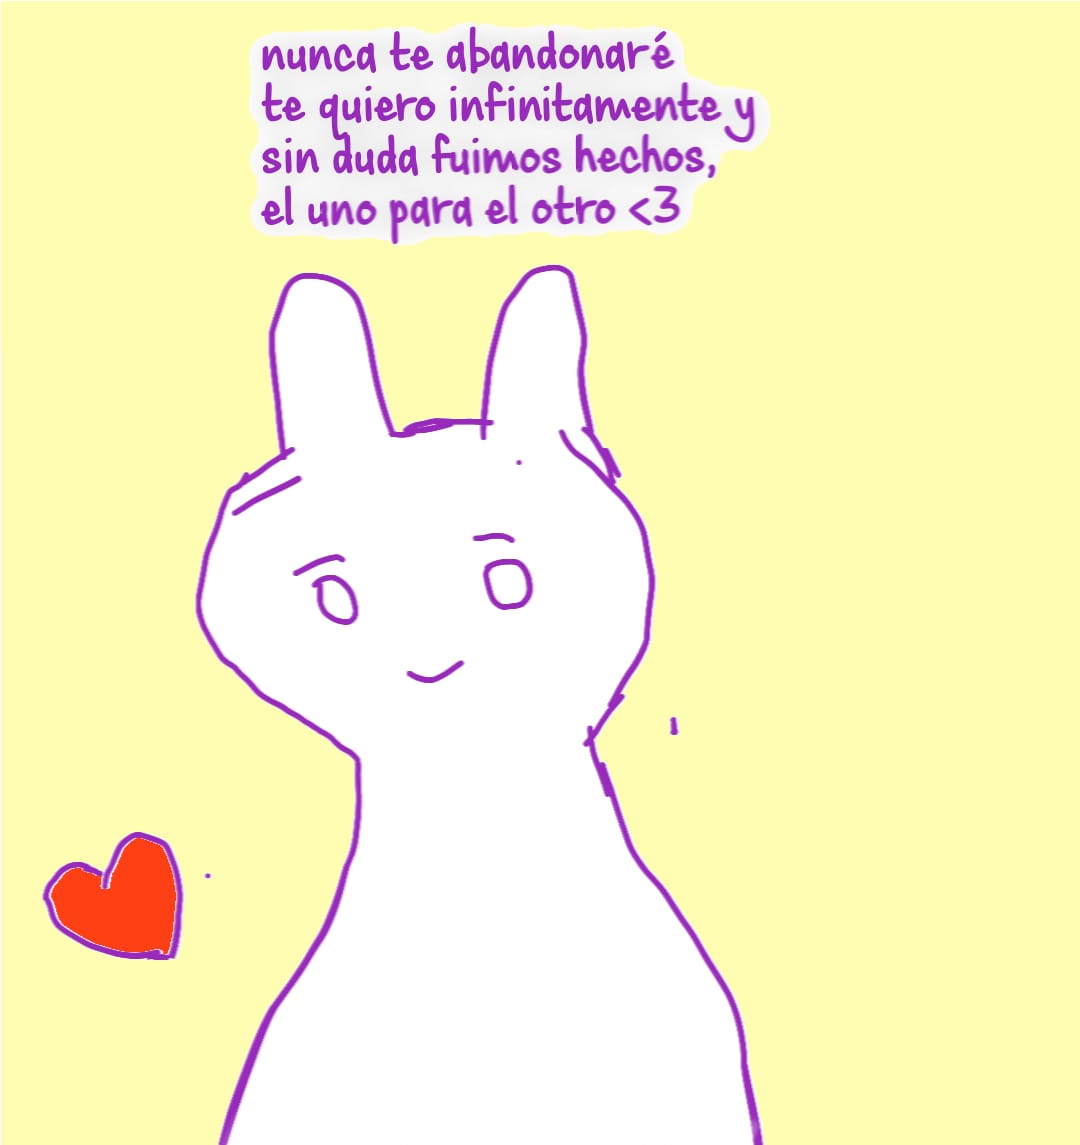 nunca te abandonaré
te quiero infinitamente y
sin duda fuimos hechos,
el uno para el otro <3